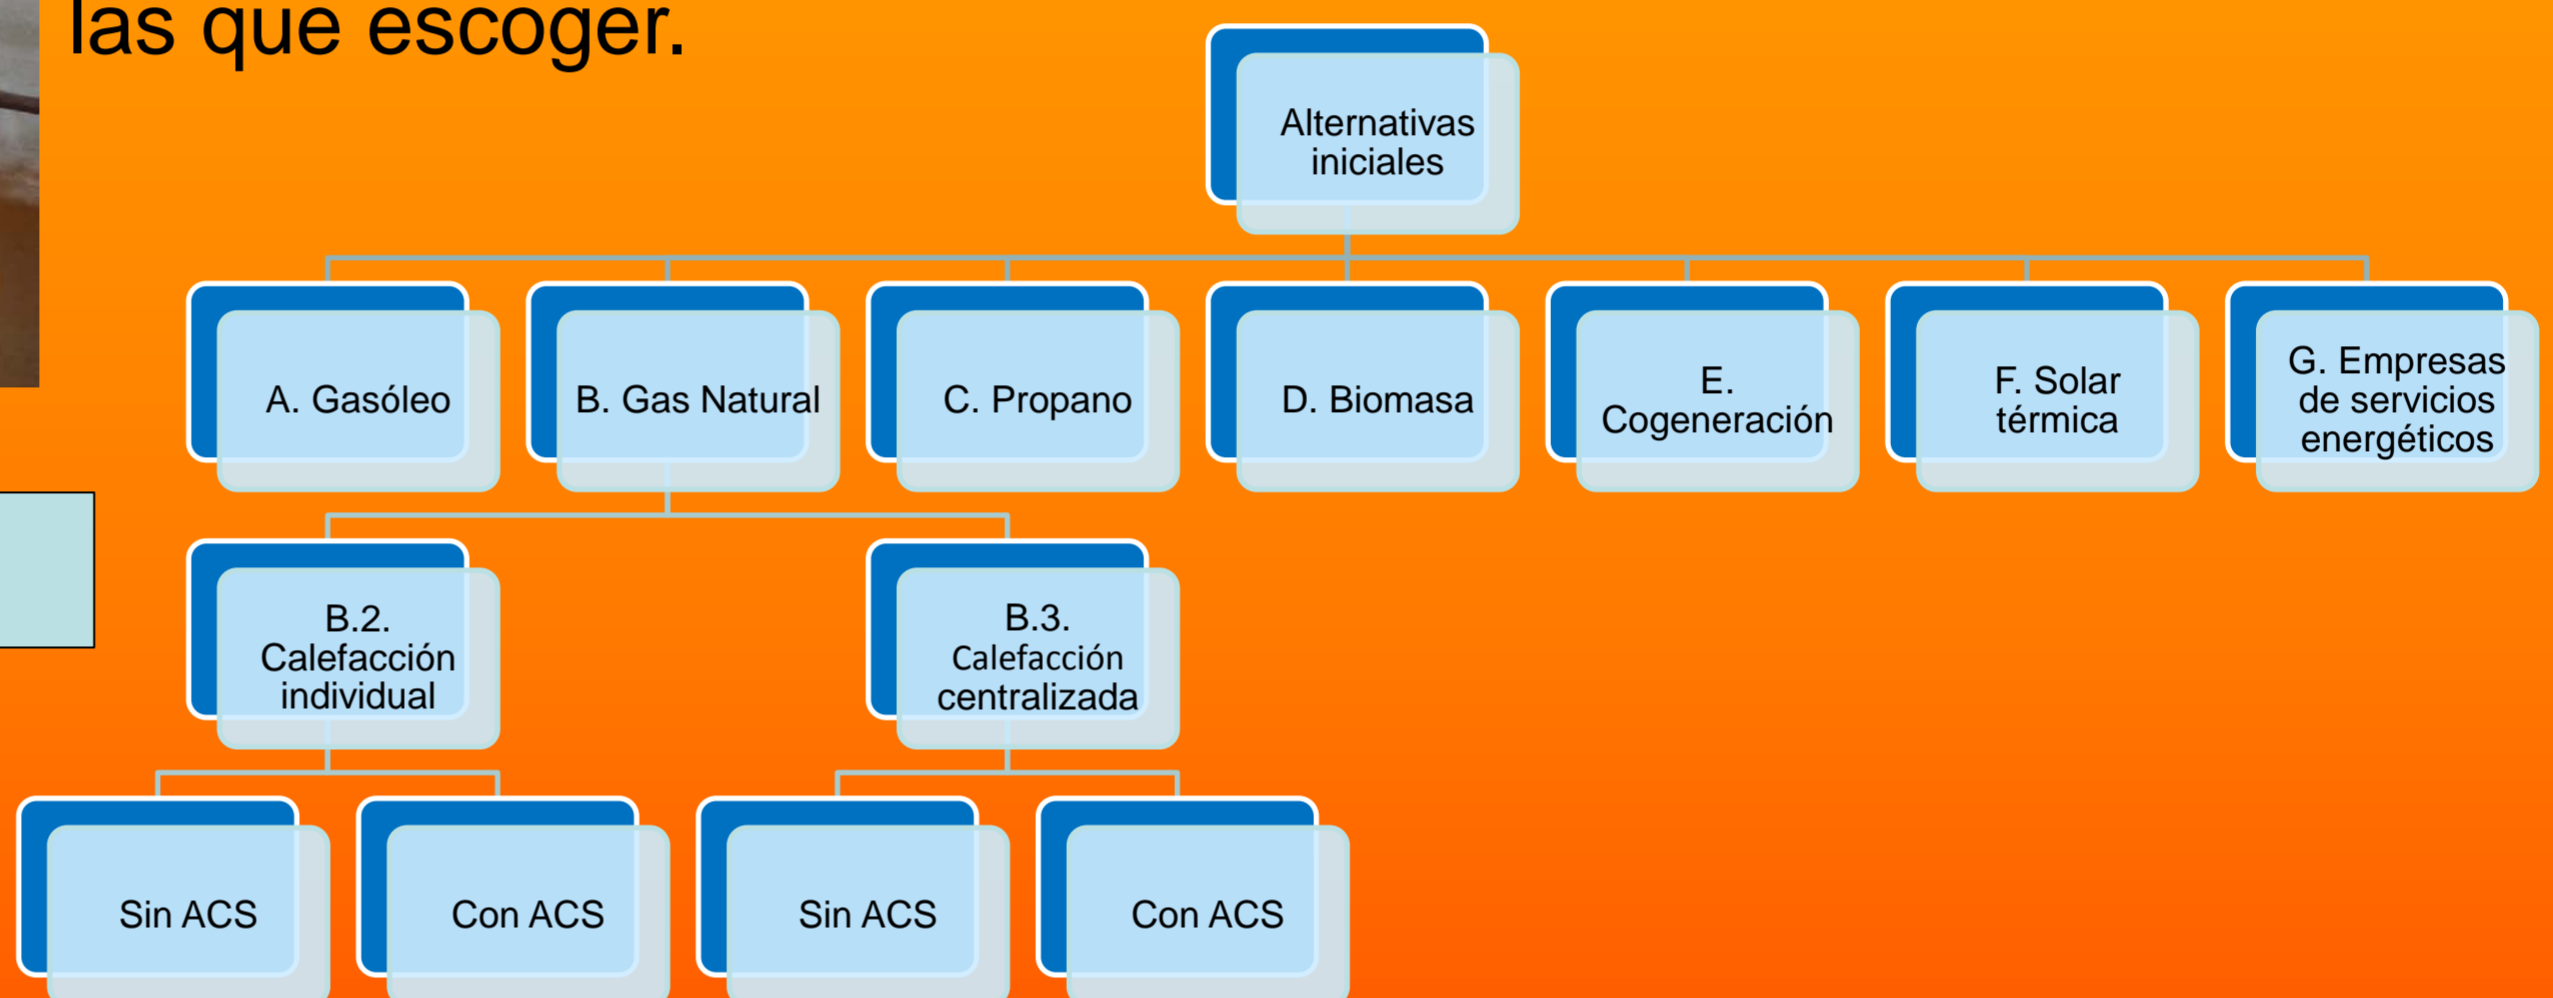 las que escoger.
Alternativas
iniciales
A. Gasóleo
B. Gas Natural
C. Propano
D. Biomasa
E.
Cogeneración
F. Solar
térmica
G. Empresas
de servicios
energéticos
B.2.
Calefacción
individual
B.3.
Calefacción
centralizada
Sin ACS
Con ACS
Sin ACS
Con ACS